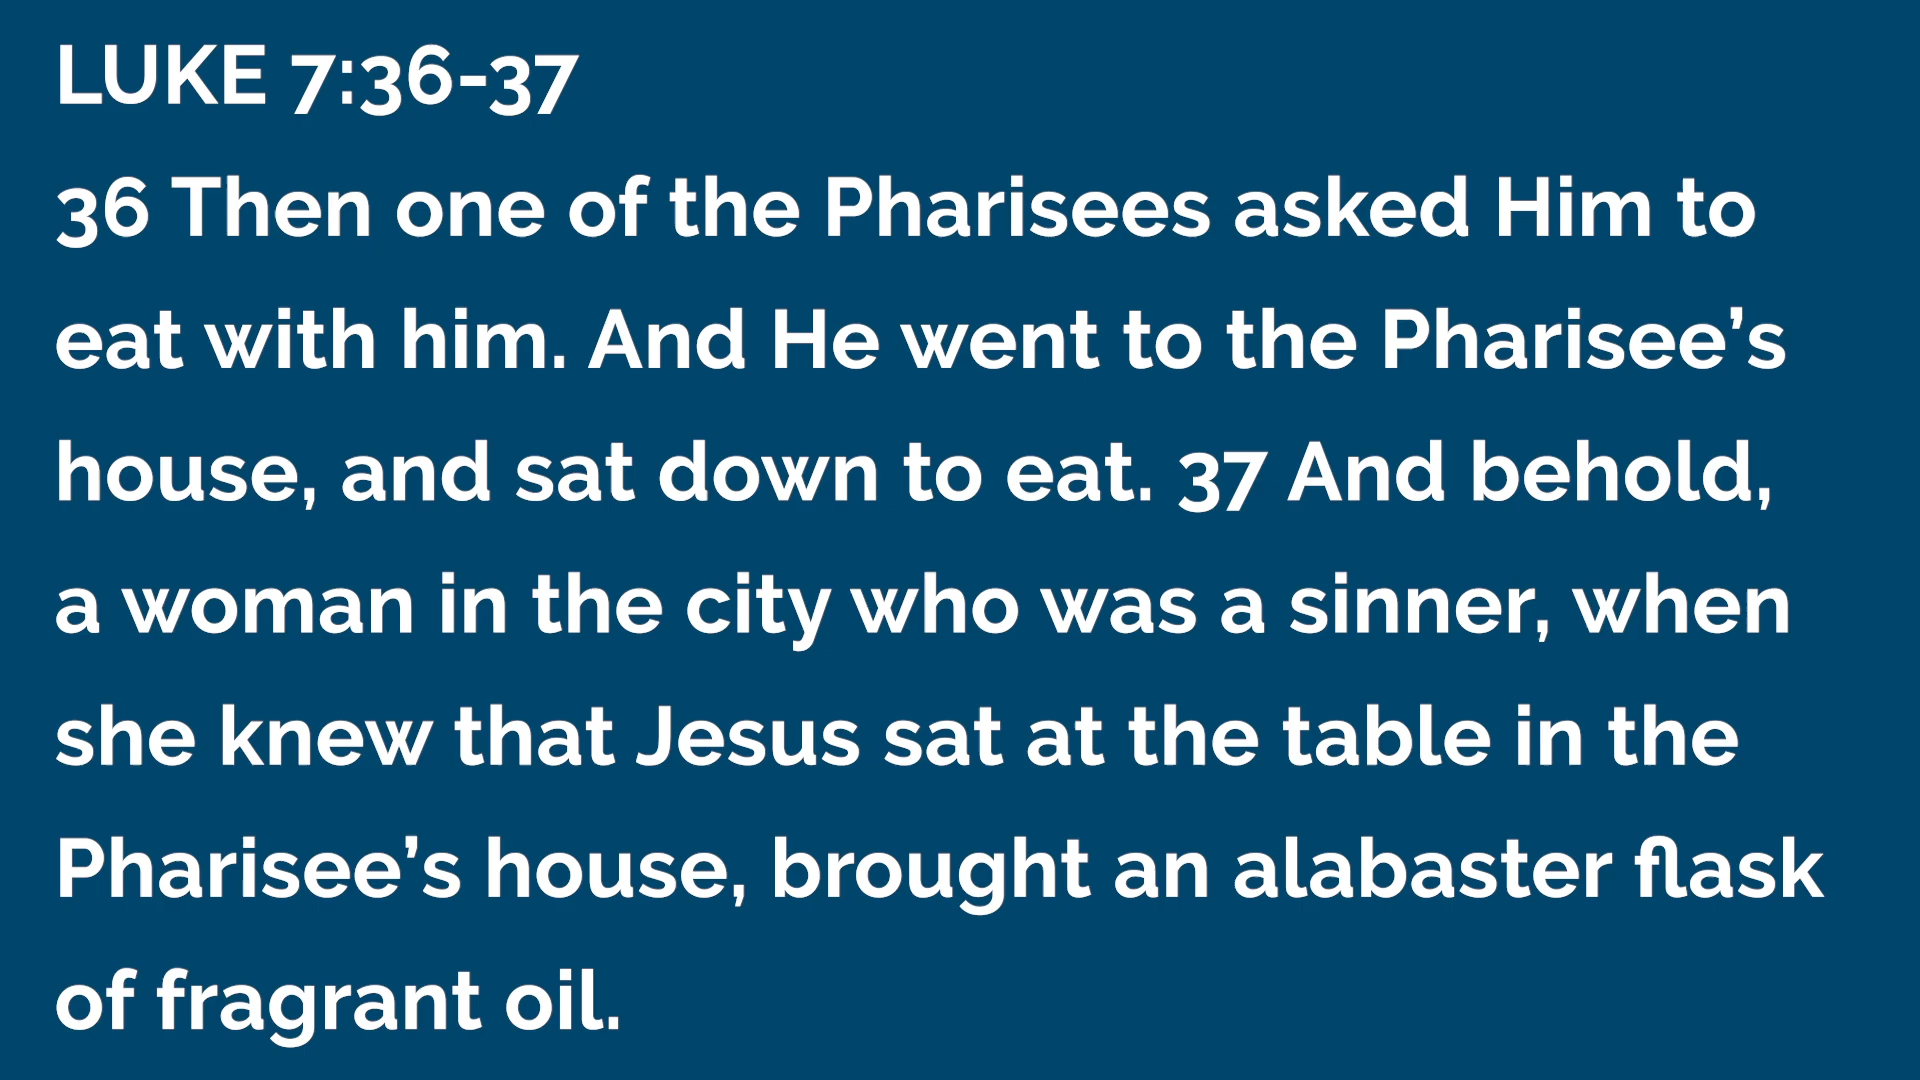 LUKE 7:36-37
36 Then one of the Pharisees asked Him to
eat with him. And He went to the Pharisee’s
house, and sat down to eat. 37 And behold,
a woman in the city who was a sinner, when
she knew that Jesus sat at the table in the
Pharisee’s house, brought an alabaster flask
of fragrant oil.